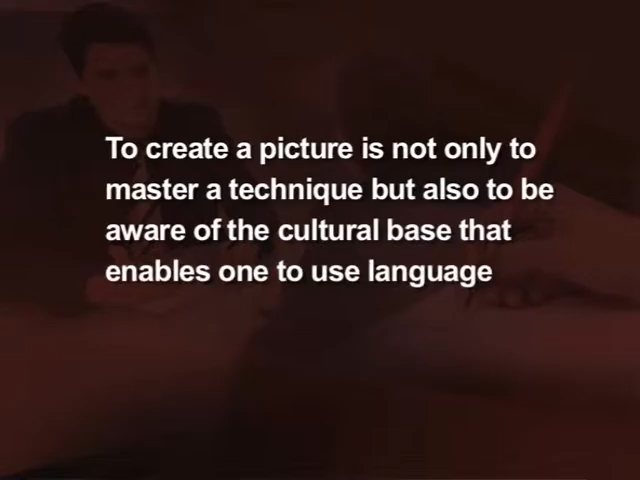 To create a picture is not only to
master a technique but also to be
aware of the cultural base that
enables one to use language